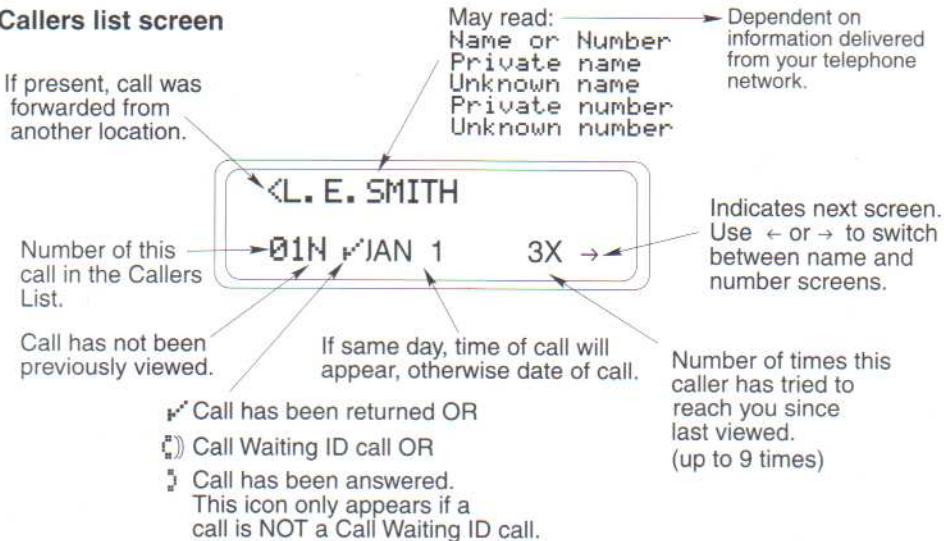 Callers list screen
May read:
Name or Number
Private name
Unknown name
Private number
Unknown number
Dependent on
information delivered
from your telephone
network.
If present, call was
forwarded from
another location.
<L. E. SMITH
01N ✓JAN 1 3X →
Number of this
call in the Callers
List.
Call has not been
previously viewed.
If same day, time of call will
appear, otherwise date of call.
Indicates next screen.
Use ← or → to switch
between name and
number screens.
Number of times this
caller has tried to
reach you since
last viewed.
(up to 9 times)
✓ Call has been returned OR
Call Waiting ID call OR
Call has been answered.
This icon only appears if a
call is NOT a Call Waiting ID call.